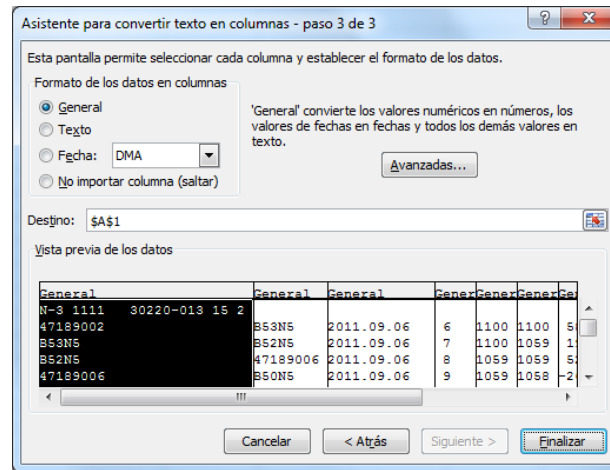 Asistente para convertir texto en columnas - paso 3 de 3
Esta pantalla permite seleccionar cada columna y establecer el formato de los datos.
Formato de los datos en columnas
General
Texto
Fecha: DMA
No importar columna (saltar)
'General' convierte los valores numéricos en números, los
valores de fechas en fechas y todos los demás valores en
texto.
Avanzadas...
Destino: $A$1
Vista previa de los datos
General General General Gener Gener Gener Ge
N-3 1111 30220-013 15 2
47189002 B53N5 2011.09.06 6 1100 1100
B53N5 B52N5 2011.09.06 7 1100 1059
B52N5 47189006 2011.09.06 8 1059 1059
47189006 B50N5 2011.09.06 9 1059 1058
Cancelar < Atrás Siguiente > Finalizar